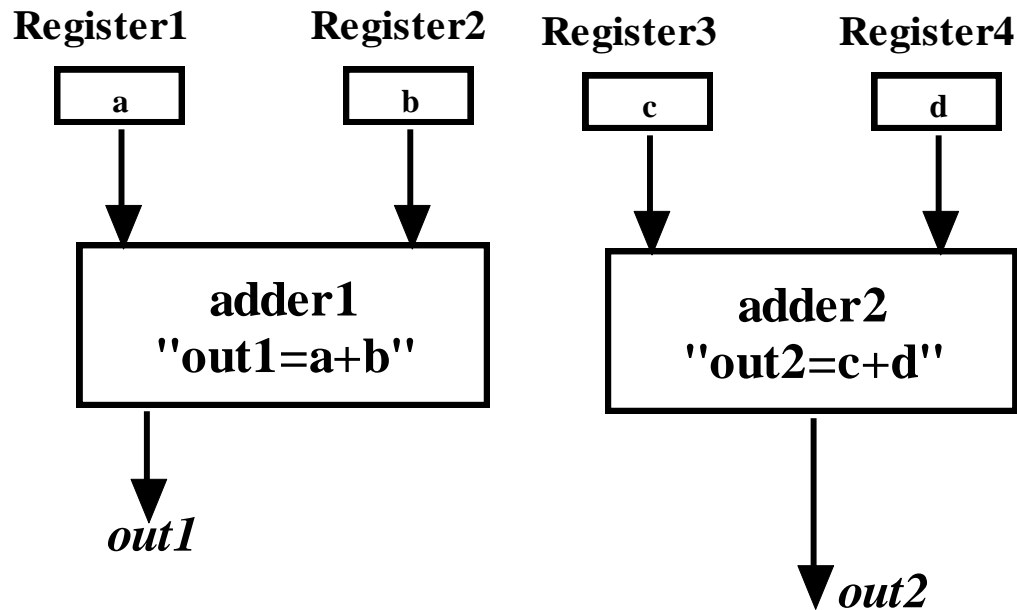 Register1
Register2
Register3
Register4
a
b
c
d
adder1
"out1=a+b"
adder2
"out2=c+d"
out1
out2